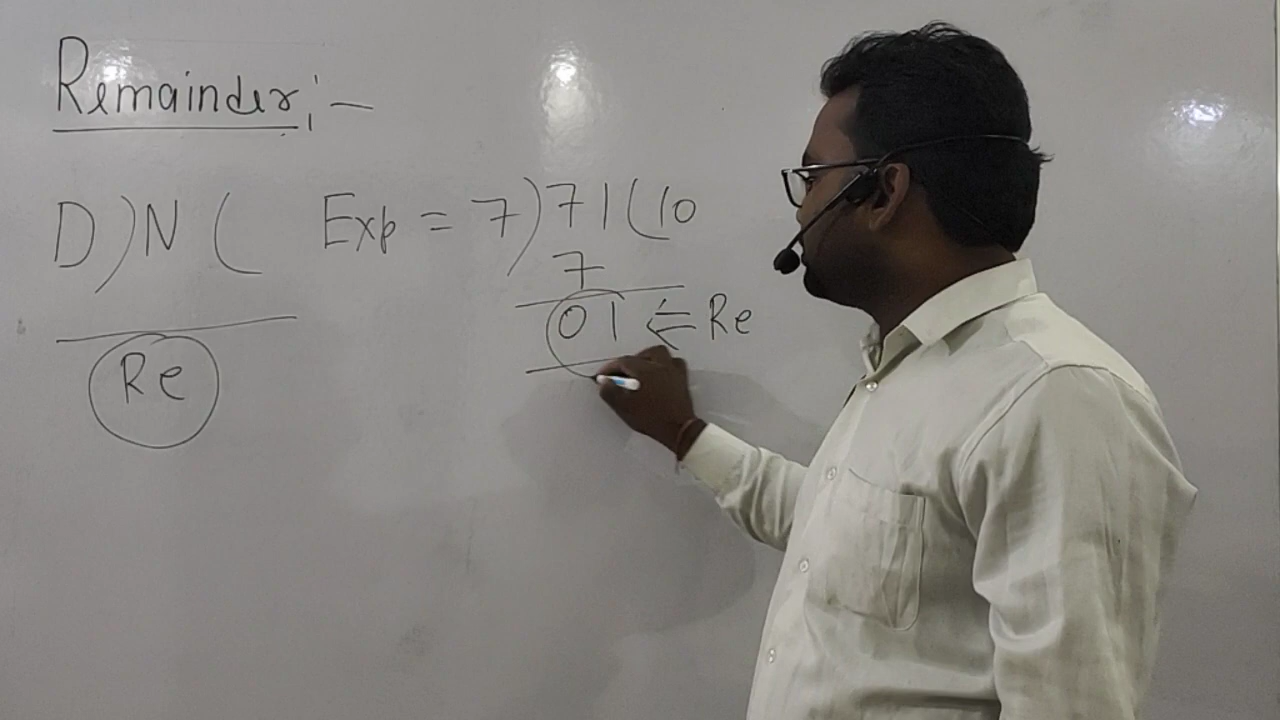 Remainder :-
D)N( Exp = 7)71(10
7
01 ⇐ Re
Re